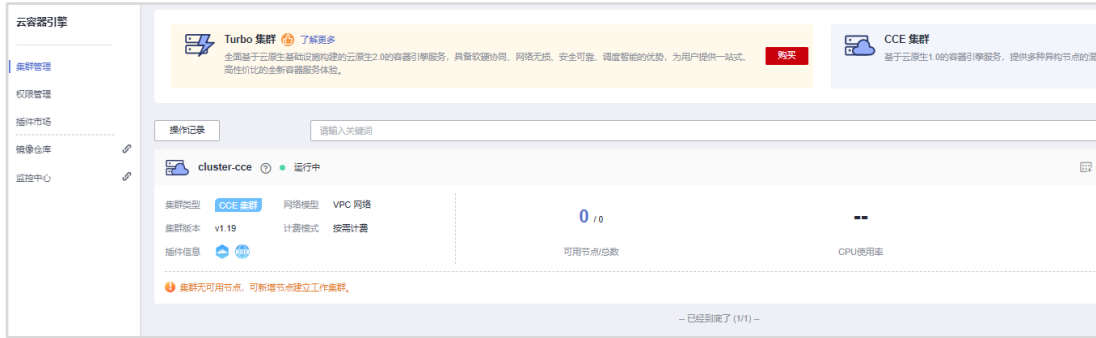 云容器引擎
集群管理
权限管理
插件市场
镜像仓库
监控中心
Turbo 集群 了解更多
全面基于云原生基础设施构建的云原生2.0的容器引擎服务，具备软硬协同、网络无损、安全可靠、调度智能的优势，为用户提供一站式、
高性价比的全新容器服务体验。
购买
CCE 集群
基于云原生1.0的容器引擎服务，提供多种异构节点的混
操作记录
请输入关键词
cluster-cce ? 运行中
集群类型 CCE 集群 网络模型 VPC 网络
集群版本 v1.19 计费模式 按需计费
插件信息
0 / 0
可用节点/总数
--
CPU使用率
集群无可用节点，可新增节点建立工作集群。
-- 已经到底了 (1/1) --